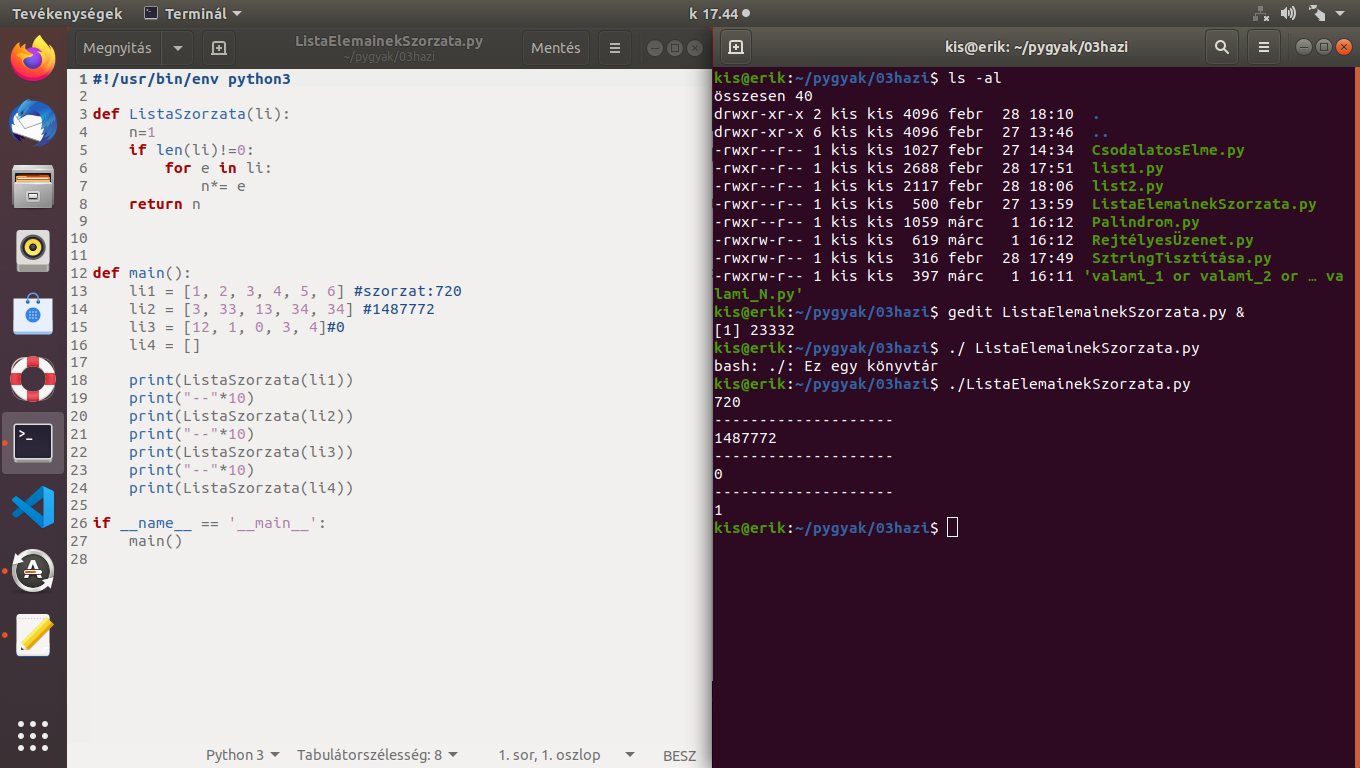 Tevékenységek Terminál k 17.44
Megnyitás ListaElemainekSzorzata.py Mentés
~/pygyak/03hazi
1 #!/usr/bin/env python3
2
3 def ListaSzorzata(li):
4 n=1
5 if len(li)!=0:
6 for e in li:
7 n*= e
8 return n
9
10
11
12 def main():
13 li1 = [1, 2, 3, 4, 5, 6] #szorzat:720
14 li2 = [3, 33, 13, 34, 34] #1487772
15 li3 = [12, 1, 0, 3, 4]#0
16 li4 = []
17
18 print(ListaSzorzata(li1))
19 print("--"*10)
20 print(ListaSzorzata(li2))
21 print("--"*10)
22 print(ListaSzorzata(li3))
23 print("--"*10)
24 print(ListaSzorzata(li4))
25
26 if __name__ == '__main__':
27 main()
28
Python 3 Tabulátorszélesség: 8 1. sor, 1. oszlop BESZ
kis@erik: ~/pygyak/03hazi
kis@erik:~/pygyak/03hazi$ ls -al
összesen 40
drwxr-xr-x 2 kis kis 4096 febr 28 18:10 .
drwxr-xr-x 6 kis kis 4096 febr 27 13:46 ..
-rwxr--r-- 1 kis kis 1027 febr 27 14:34 CsodalatosElme.py
-rwxr--r-- 1 kis kis 2688 febr 28 17:51 list1.py
-rwxr--r-- 1 kis kis 2117 febr 28 18:06 list2.py
-rwxr--r-- 1 kis kis 500 febr 27 13:59 ListaElemainekSzorzata.py
-rwxr--r-- 1 kis kis 1059 márc 1 16:12 Palindrom.py
-rwxrw-r-- 1 kis kis 619 márc 1 16:12 RejtélyesÜzenet.py
-rwxrw-r-- 1 kis kis 316 febr 28 17:49 SztringTisztítása.py
-rwxrw-r-- 1 kis kis 397 márc 1 16:11 'valami_1 or valami_2 or … va
lami_N.py'
kis@erik:~/pygyak/03hazi$ gedit ListaElemainekSzorzata.py &
[1] 23332
kis@erik:~/pygyak/03hazi$ ./ ListaElemainekSzorzata.py
bash: ./: Ez egy könyvtár
kis@erik:~/pygyak/03hazi$ ./ListaElemainekSzorzata.py
720
--------------------
1487772
--------------------
0
--------------------
1
kis@erik:~/pygyak/03hazi$